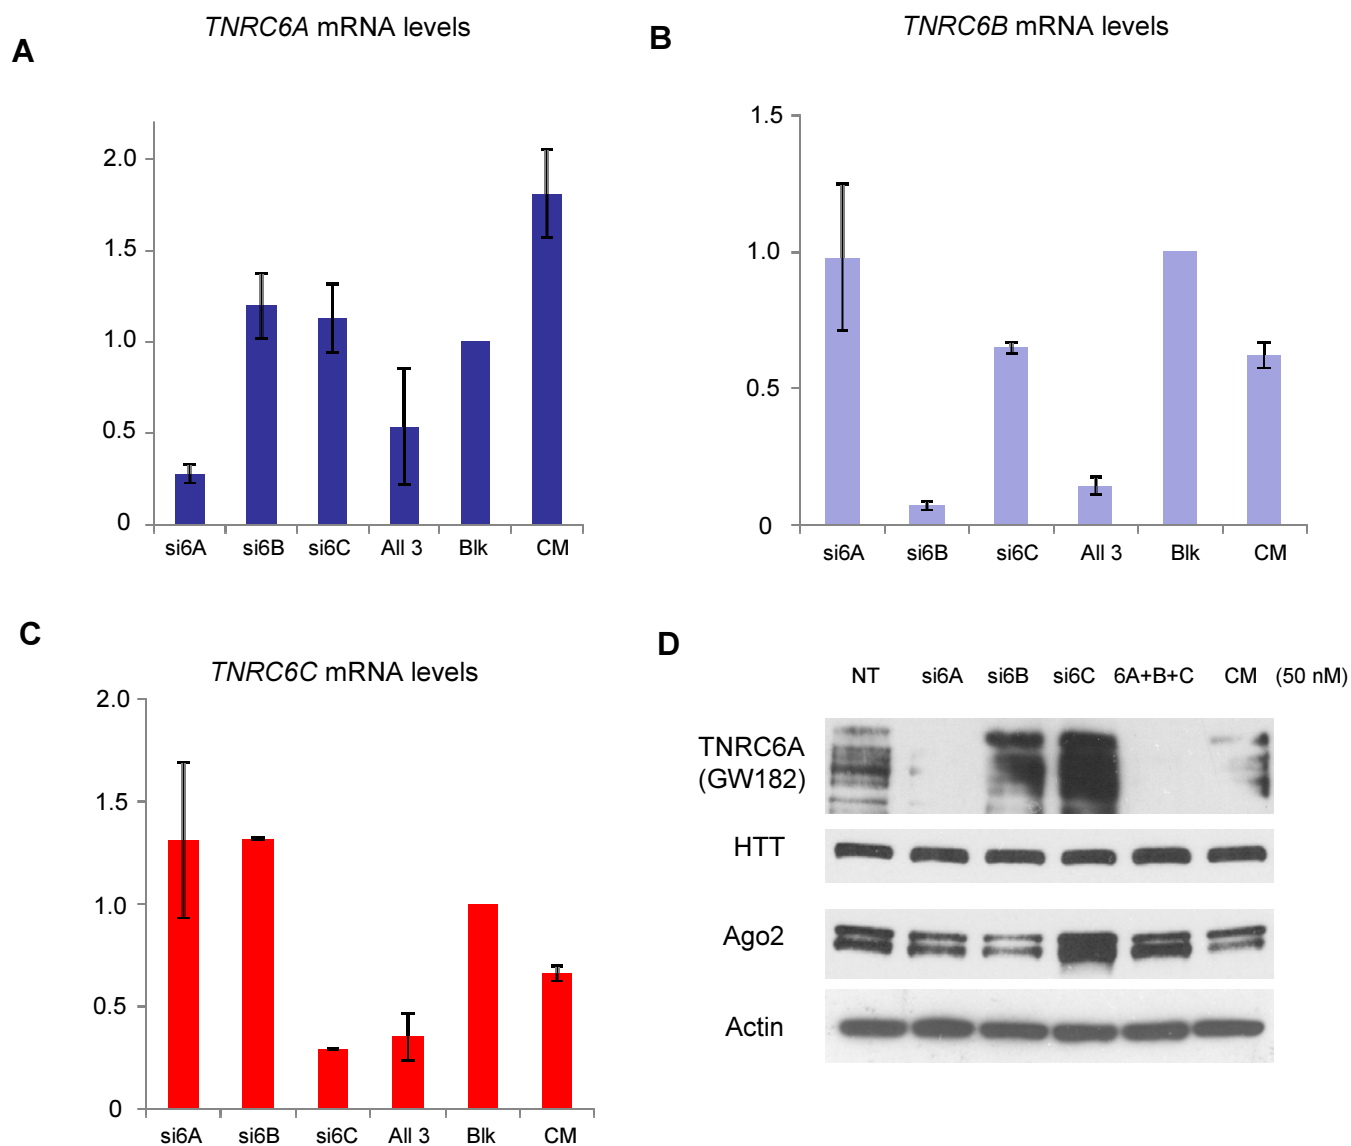 A
TNRC6A mRNA levels
2.0
1.5
1.0
0.5
0
si6A si6B si6C All 3 Blk CM
B
TNRC6B mRNA levels
1.5
1.0
0.5
0
si6A si6B si6C All 3 Blk CM
C
TNRC6C mRNA levels
2.0
1.5
1.0
0.5
0
si6A si6B si6C All 3 Blk CM
D
NT si6A si6B si6C 6A+B+C CM (50 nM)
TNRC6A
(GW182)
HTT
Ago2
Actin